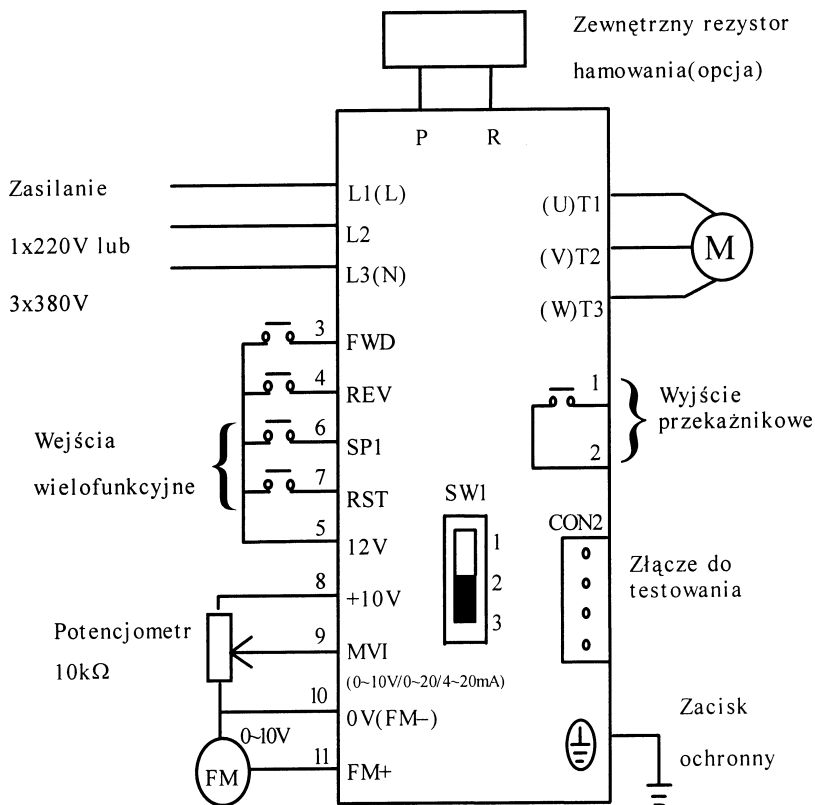 Zewnętrzny rezystor
hamowania(opcja)
P R
Zasilanie
1x220V lub
3x380V
L1(L)
L2
L3(N)
(U)T1
(V)T2
(W)T3
M
3 FWD
4 REV
6 SP1
7 RST
5 12V
Wejścia
wielofunkcyjne
1
2
Wyjście
przekażnikowe
SW1
1
2
3
CON2
Złącze do
testowania
8 +10V
9 MVI
(0~10V/0~20/4~20mA)
10 0V(FM–)
11 FM+
Potencjometr
10kΩ
0~10V
FM
Zacisk
ochronny